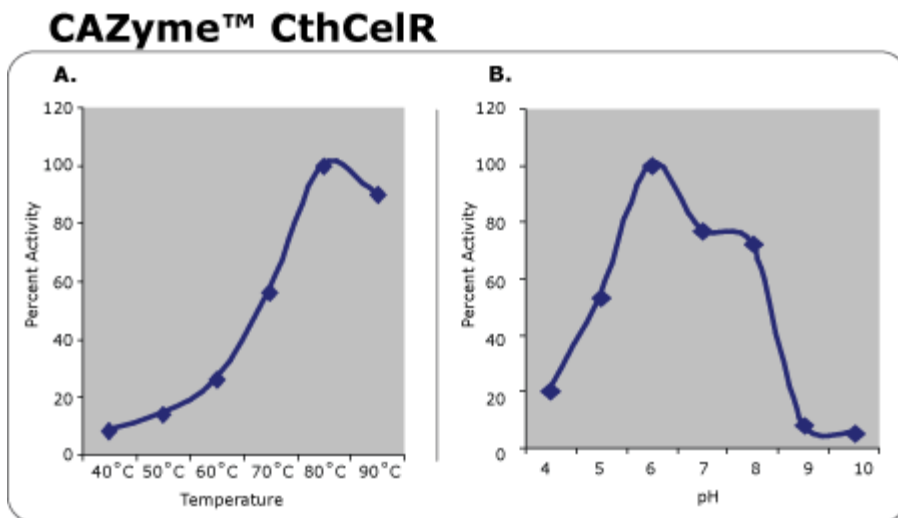 CAZyme™ CthCelR
A.
120
100
80
60
40
20
0
Percent Activity
40°C 50°C 60°C 70°C 80°C 90°C
Temperature
B.
120
100
80
60
40
20
0
Percent Activity
4 5 6 7 8 9 10
pH